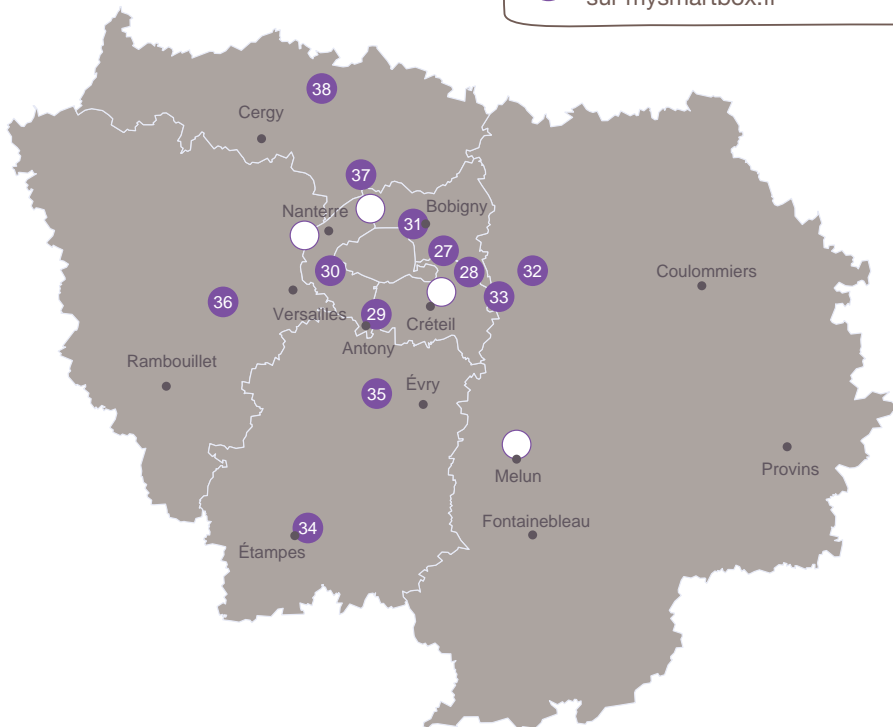 sur mysmartbox.fr
38
Cergy
37
Nanterre
31
Bobigny
27
30
28
32
Coulommiers
33
36
Versailles
29
Créteil
Antony
Rambouillet
35
Évry
Melun
Provins
Fontainebleau
34
Étampes